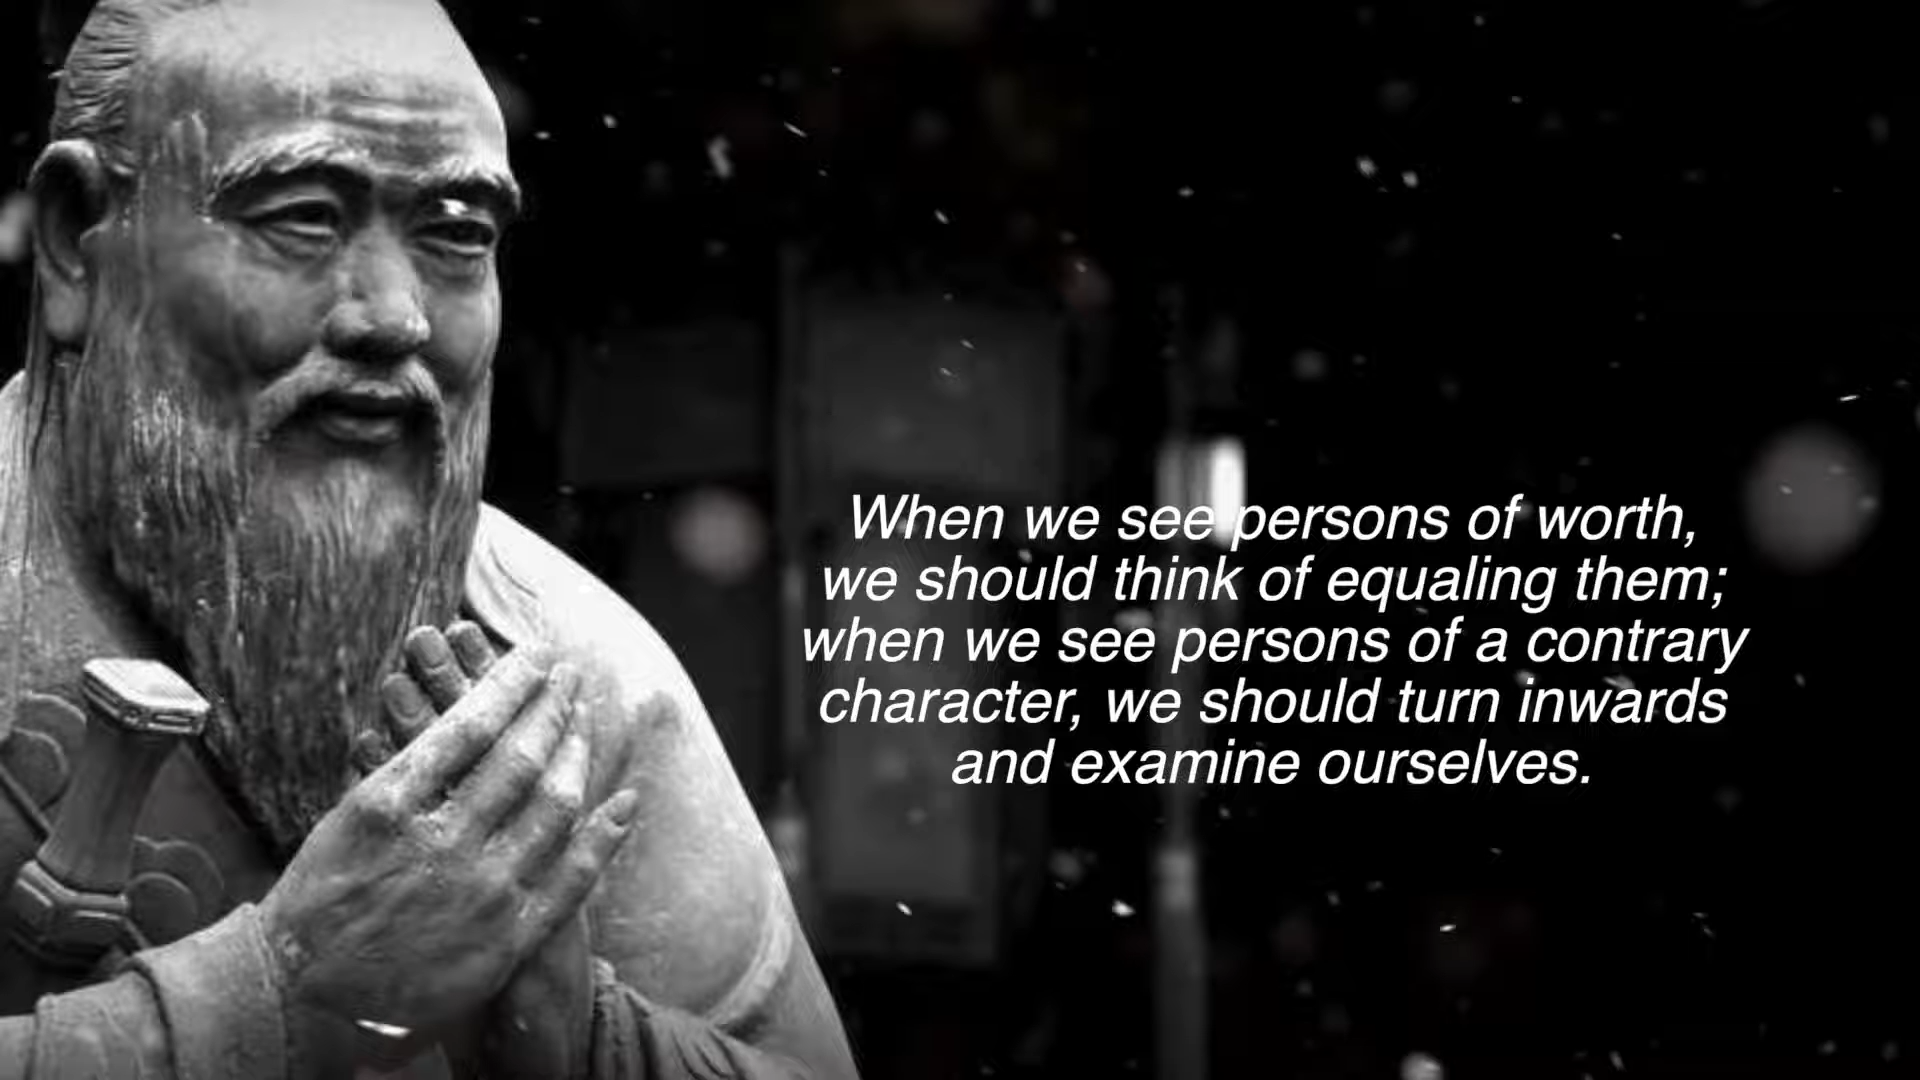 When we see persons of worth,
we should think of equaling them;
when we see persons of a contrary
character, we should turn inwards
and examine ourselves.